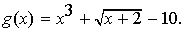 g(x) = x³ + √(x + 2) − 10.